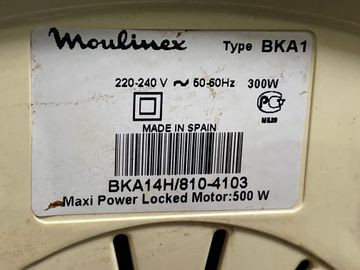 Moulinex Type BKA1
220-240 V ~ 50-60Hz 300W
MADE IN SPAIN
BKA14H/810-4103
Maxi Power Locked Motor:500 W